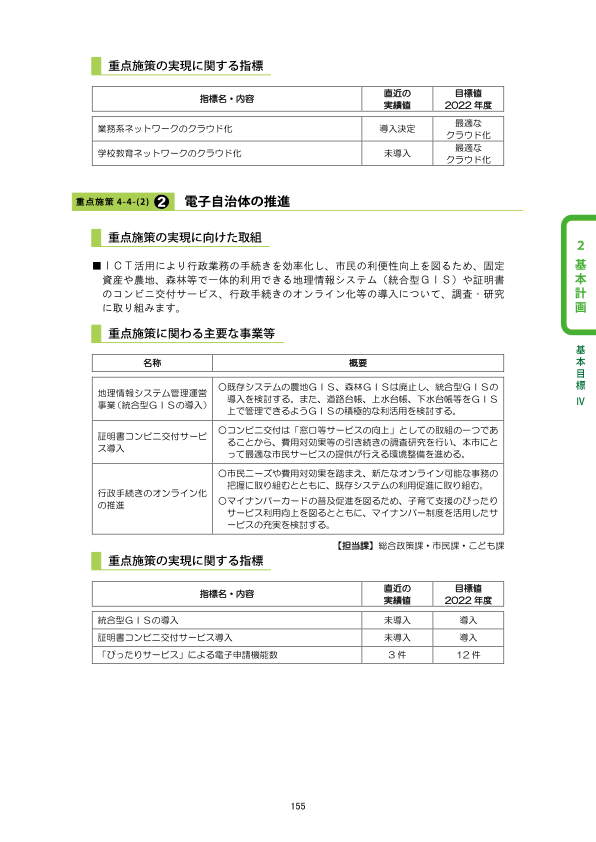 重点施策の実現に関する指標
指標名・内容
直近の
実績値
目標値
2022 年度
業務系ネットワークのクラウド化
導入決定
最適な
クラウド化
学校教育ネットワークのクラウド化
未導入
最適な
クラウド化
重点施策 4-4-(2) ❷ 電子自治体の推進
重点施策の実現に向けた取組
■ＩＣＴ活用により行政業務の手続きを効率化し、市民の利便性向上を図るため、固定
資産や農地、森林等で一体的利用できる地理情報システム（統合型ＧＩＳ）や証明書
のコンビニ交付サービス、行政手続きのオンライン化等の導入について、調査・研究
に取り組みます。
重点施策に関わる主要な事業等
名称
概要
地理情報システム管理運営
事業（統合型ＧＩＳの導入）
○既存システムの農地ＧＩＳ、森林ＧＩＳは廃止し、統合型ＧＩＳの
導入を検討する。また、道路台帳、上水台帳、下水台帳等をＧＩＳ
上で管理できるようＧＩＳの積極的な利活用を検討する。
証明書コンビニ交付サービ
ス導入
○コンビニ交付は「窓口等サービスの向上」としての取組の一つであ
ることから、費用対効果等の引き続きの調査研究を行い、本市にと
って最適な市民サービスの提供が行える環境整備を進める。
行政手続きのオンライン化
の推進
○市民ニーズや費用対効果を踏まえ、新たなオンライン可能な事務の
把握に取り組むとともに、既存システムの利用促進に取り組む。
○マイナンバーカードの普及促進を図るため、子育て支援のぴったり
サービス利用向上を図るとともに、マイナンバー制度を活用したサ
ービスの充実を検討する。
【担当課】総合政策課・市民課・こども課
重点施策の実現に関する指標
指標名・内容
直近の
実績値
目標値
2022 年度
統合型ＧＩＳの導入
未導入
導入
証明書コンビニ交付サービス導入
未導入
導入
「ぴったりサービス」による電子申請機能数
３件
12 件
2
基本計画
基本目標Ⅳ
155